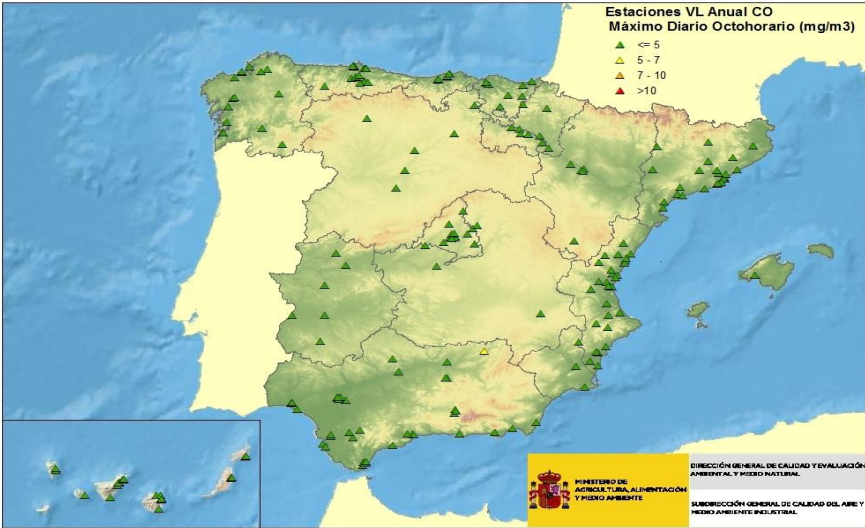 Estaciones VL Anual CO
Máximo Diario Octohorario (mg/m3)
<= 5
5 - 7
7 - 10
>10
MINISTERIO DE
AGRICULTURA, ALIMENTACIÓN
Y MEDIO AMBIENTE
DIRECCIÓN GENERAL DE CALIDAD Y EVALUACIÓN
AMBIENTAL Y MEDIO NATURAL
SUBDIRECCIÓN GENERAL DE CALIDAD DEL AIRE Y
MEDIO AMBIENTE INDUSTRIAL